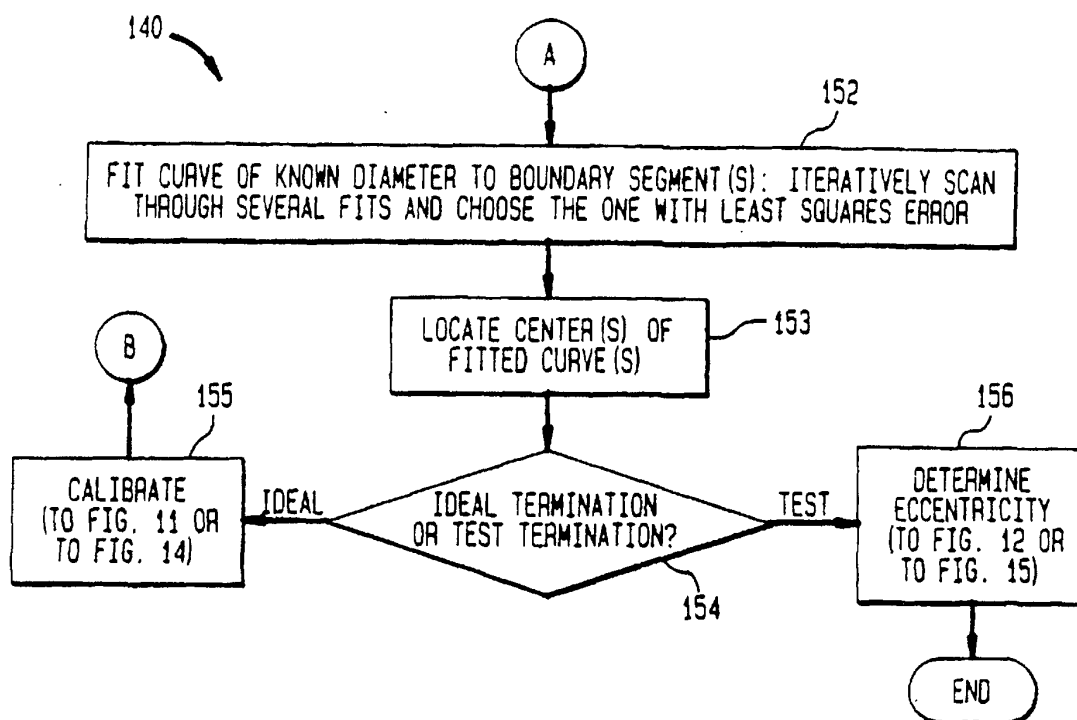 140
A
152
FIT CURVE OF KNOWN DIAMETER TO BOUNDARY SEGMENT(S): ITERATIVELY SCAN
THROUGH SEVERAL FITS AND CHOOSE THE ONE WITH LEAST SQUARES ERROR
LOCATE CENTER(S) OF
FITTED CURVE(S)
153
B
155
CALIBRATE
(TO FIG. 11 OR
TO FIG. 14)
IDEAL
IDEAL TERMINATION
OR TEST TERMINATION?
154
TEST
156
DETERMINE
ECCENTRICITY
(TO FIG. 12 OR
TO FIG. 15)
END